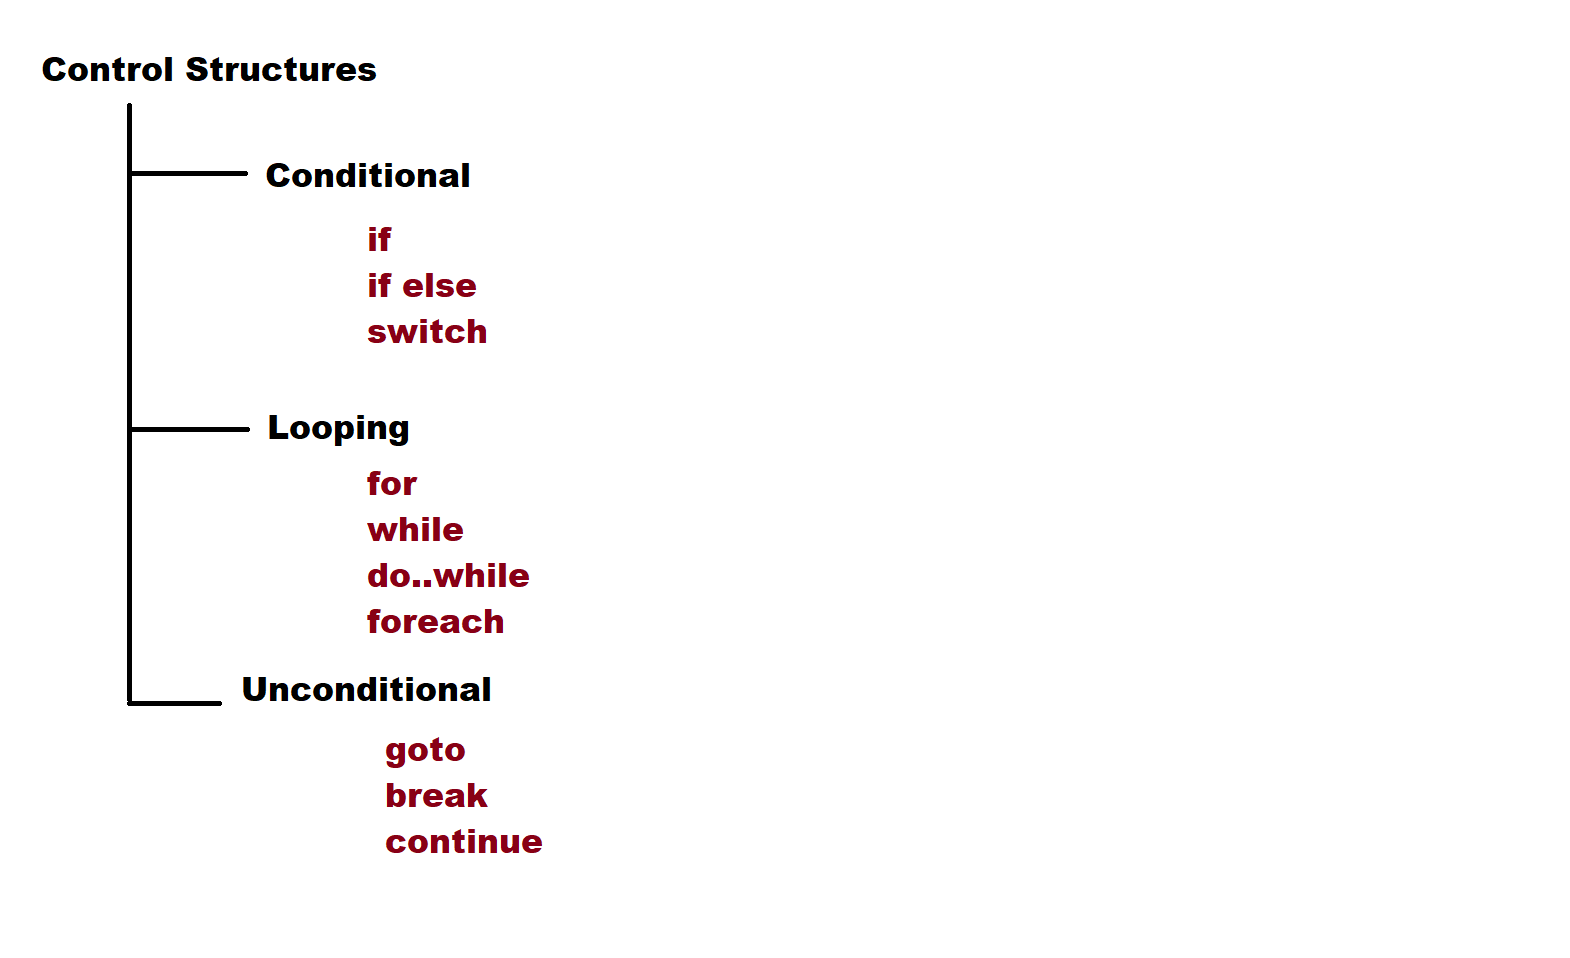 Control Structures
Conditional
if
if else
switch
Looping
for
while
do..while
foreach
Unconditional
goto
break
continue